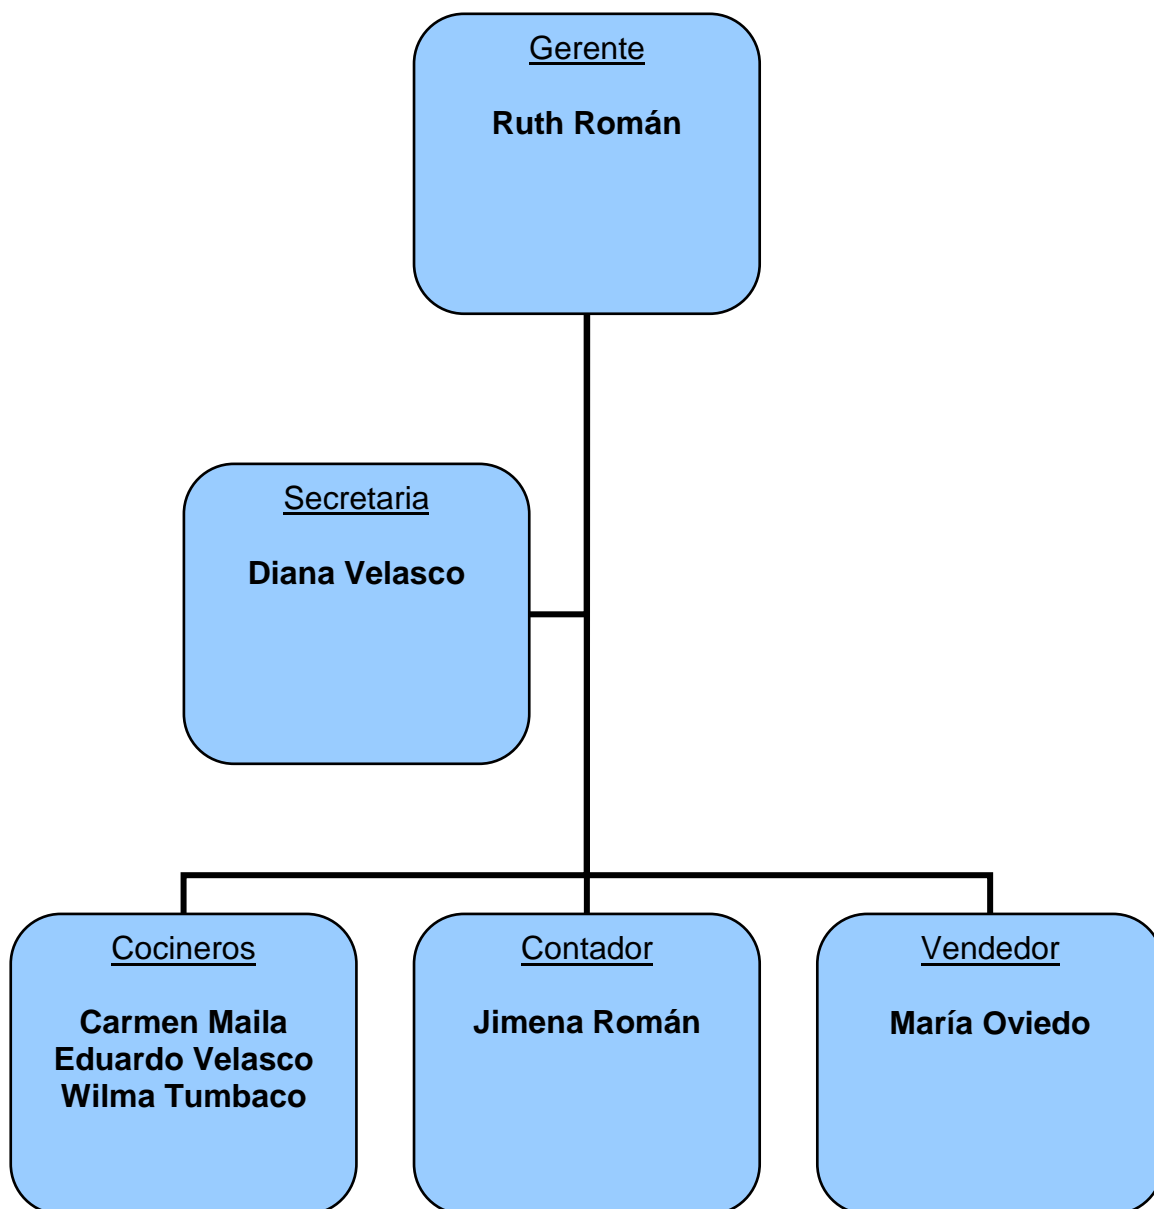 Gerente
Ruth Román
Secretaria
Diana Velasco
Cocineros
Carmen Maila
Eduardo Velasco
Wilma Tumbaco
Contador
Jimena Román
Vendedor
María Oviedo